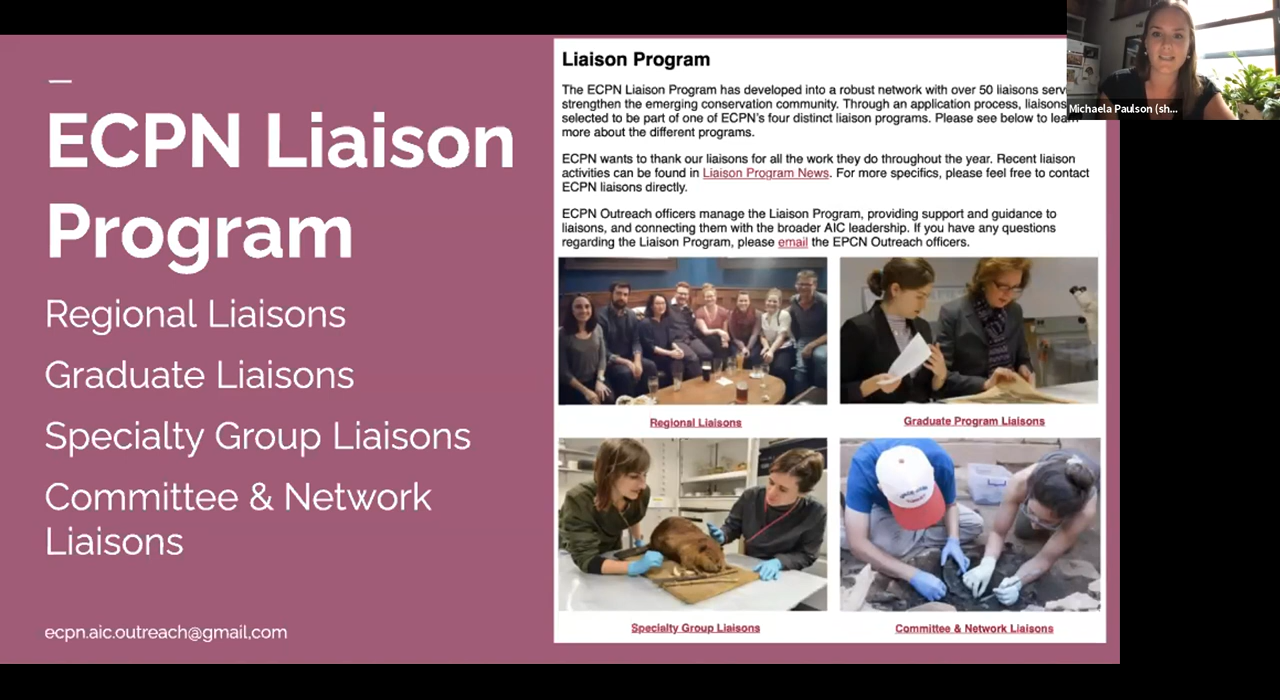 ECPN Liaison
Program
Regional Liaisons
Graduate Liaisons
Specialty Group Liaisons
Committee & Network
Liaisons
ecpn.aic.outreach@gmail.com
Liaison Program
The ECPN Liaison Program has developed into a robust network with over 50 liaisons serv
strengthen the emerging conservation community. Through an application process, liaisons
selected to be part of one of ECPN's four distinct liaison programs. Please see below to learn
more about the different programs.
ECPN wants to thank our liaisons for all the work they do throughout the year. Recent liaison
activities can be found in Liaison Program News. For more specifics, please feel free to contact
ECPN liaisons directly.
ECPN Outreach officers manage the Liaison Program, providing support and guidance to
liaisons, and connecting them with the broader AIC leadership. If you have any questions
regarding the Liaison Program, please email the EPCN Outreach officers.
Regional Liaisons
Graduate Program Liaisons
Specialty Group Liaisons
Committee & Network Liaisons
Michaela Paulson (sh...